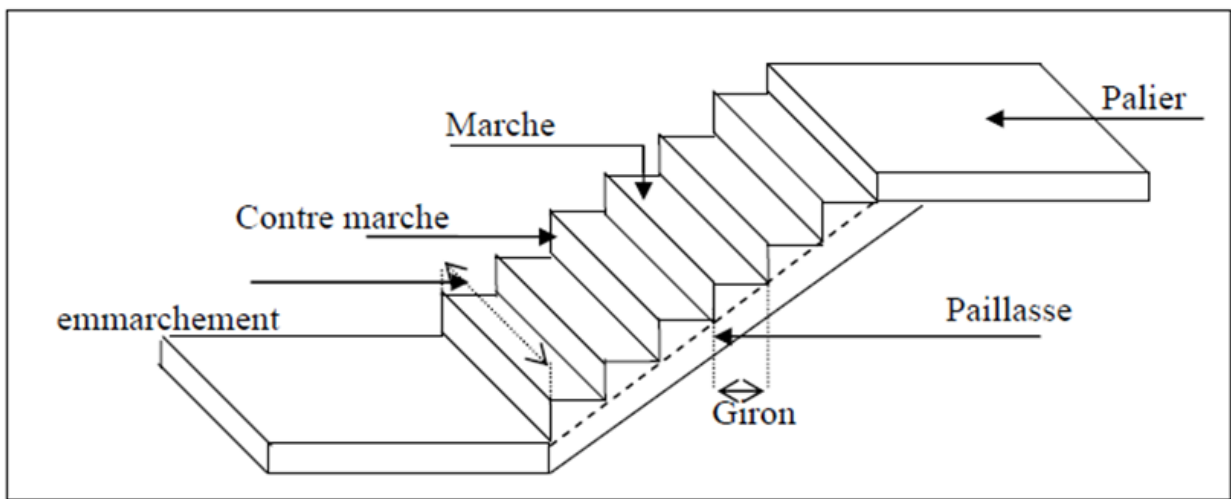 Palier
Marche
Contre marche
emmarchement
Paillasse
Giron